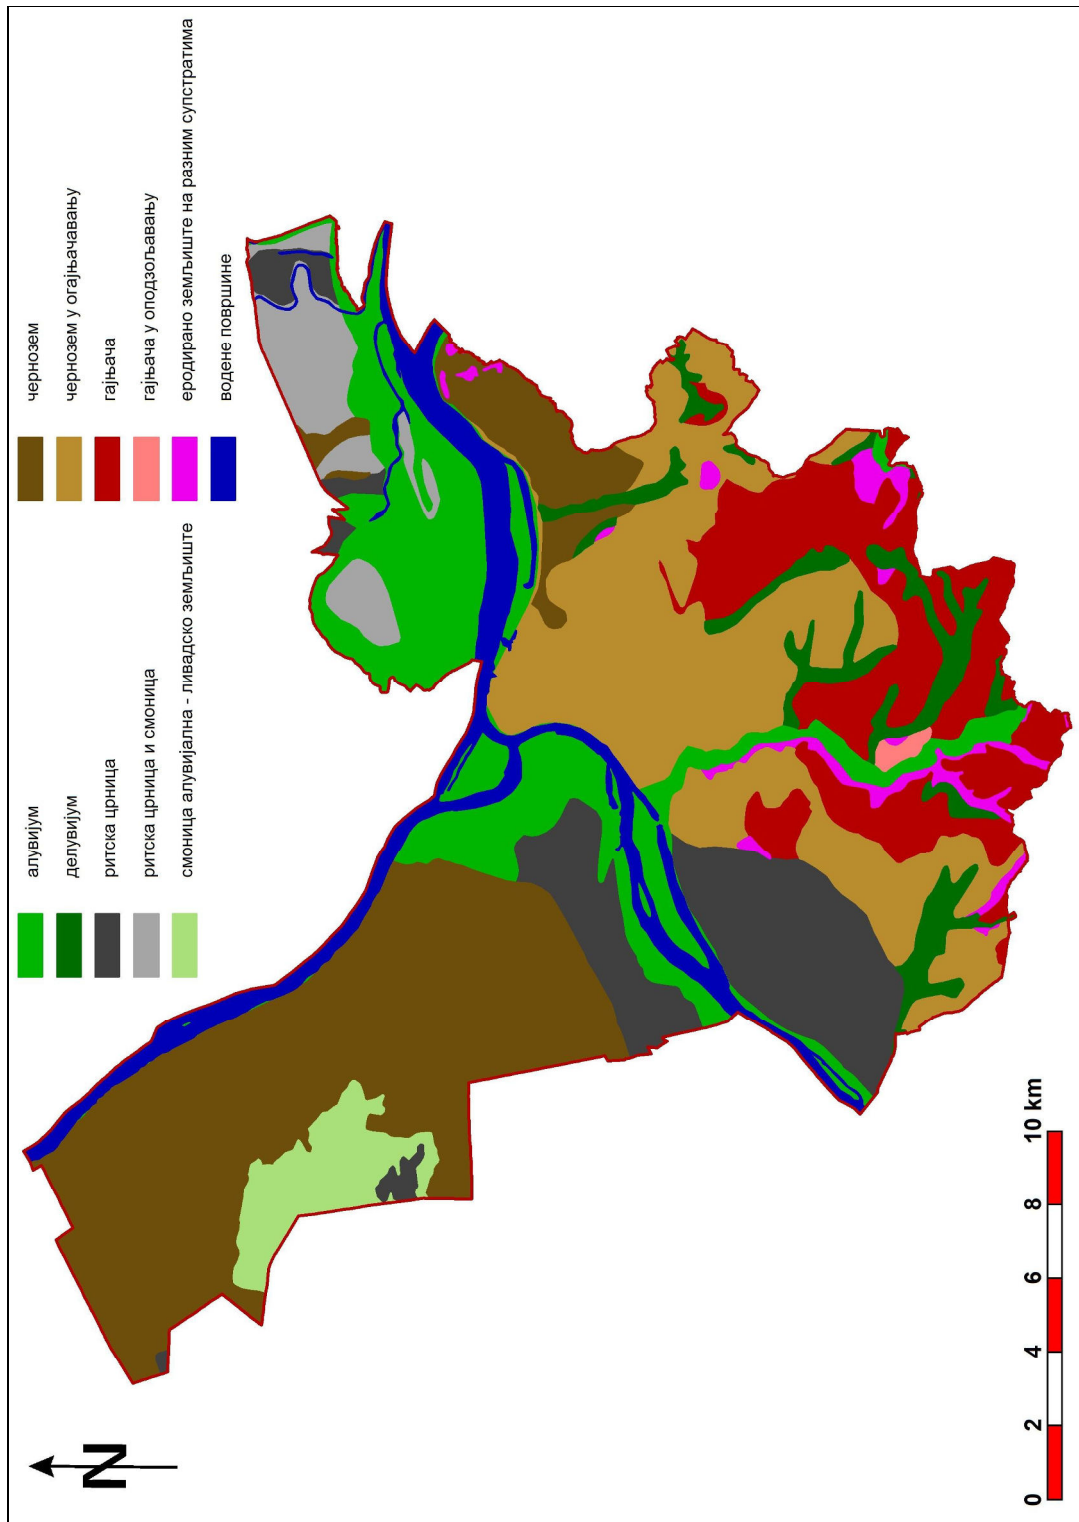 алувијум
делувијум
ритска црница
ритска црница и смоница
смоница алувијална - ливадско земљиште
чернозем
чернозем у огајњачавању
гајњача
гајњача у оподзољавању
еродирано земљиште на разним супстратима
водене површине
N
0 2 4 6 8 10 km